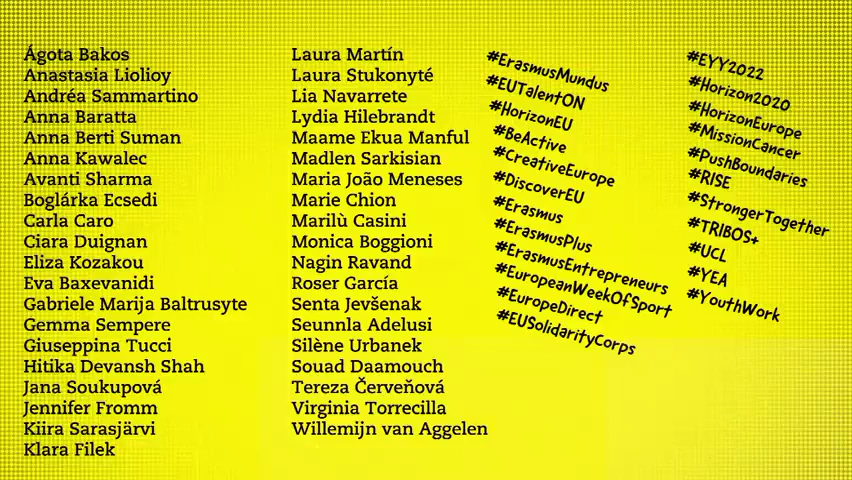 Ágota Bakos
Anastasia Liolioy
Andréa Sammartino
Anna Baratta
Anna Berti Suman
Anna Kawalec
Avanti Sharma
Boglárka Ecsedi
Carla Caro
Ciara Duignan
Eliza Kozakou
Eva Baxevanidi
Gabriele Marija Baltrusyte
Gemma Sempere
Giuseppina Tucci
Hitika Devansh Shah
Jana Soukupová
Jennifer Fromm
Kiira Sarasjärvi
Klara Filek
Laura Martín
Laura Stukonyté
Lia Navarrete
Lydia Hilebrandt
Maame Ekua Manful
Madlen Sarkisian
Maria João Meneses
Marie Chion
Marilù Casini
Monica Boggioni
Nagin Ravand
Roser García
Senta Jevšenak
Seunnla Adelusi
Silène Urbanek
Souad Daamouch
Tereza Červeňová
Virginia Torrecilla
Willemijn van Aggelen
#ErasmusMundus
#EUTalentON
#HorizonEU
#BeActive
#CreativeEurope
#DiscoverEU
#Erasmus
#ErasmusPlus
#ErasmusEntrepreneurs
#EuropeanWeekOfSport
#EuropeDirect
#EUSolidarityCorps
#EYY2022
#Horizon2020
#HorizonEurope
#MissionCancer
#PushBoundaries
#RISE
#StrongerTogether
#TRIBOS+
#UCL
#YEA
#YouthWork